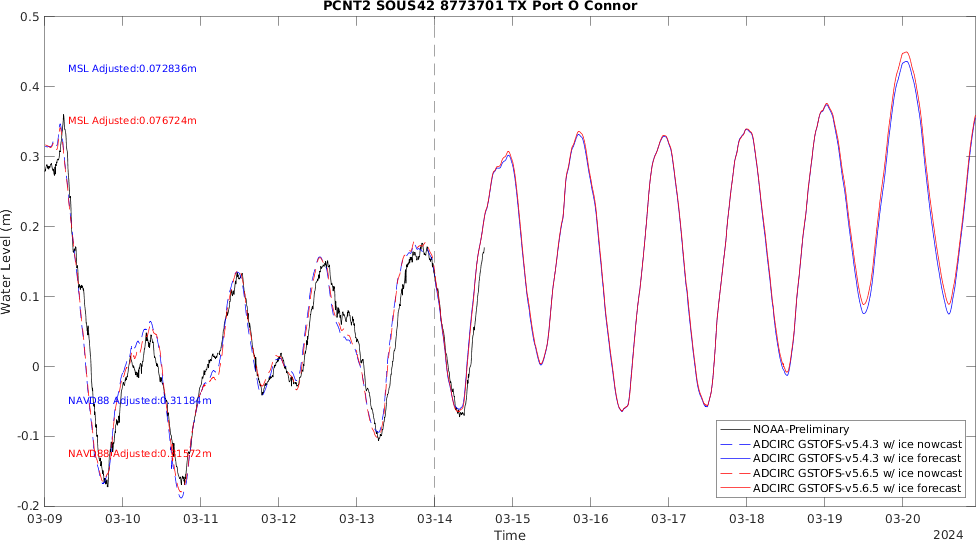 PCNT2 SOUS42 8773701 TX Port O Connor
0.5
MSL Adjusted:0.072836m
0.4
MSL Adjusted:0.076724m
0.3
0.2
Water Level (m)
0.1
0
NAVD88 Adjusted:0.31184m
-0.1
NAVD88 Adjusted:0.31572m
-0.2
NOAA-Preliminary
ADCIRC GSTOFS-v5.4.3 w/ ice nowcast
ADCIRC GSTOFS-v5.4.3 w/ ice forecast
ADCIRC GSTOFS-v5.6.5 w/ ice nowcast
ADCIRC GSTOFS-v5.6.5 w/ ice forecast
03-09 03-10 03-11 03-12 03-13 03-14 03-15 03-16 03-17 03-18 03-19 03-20
Time
2024